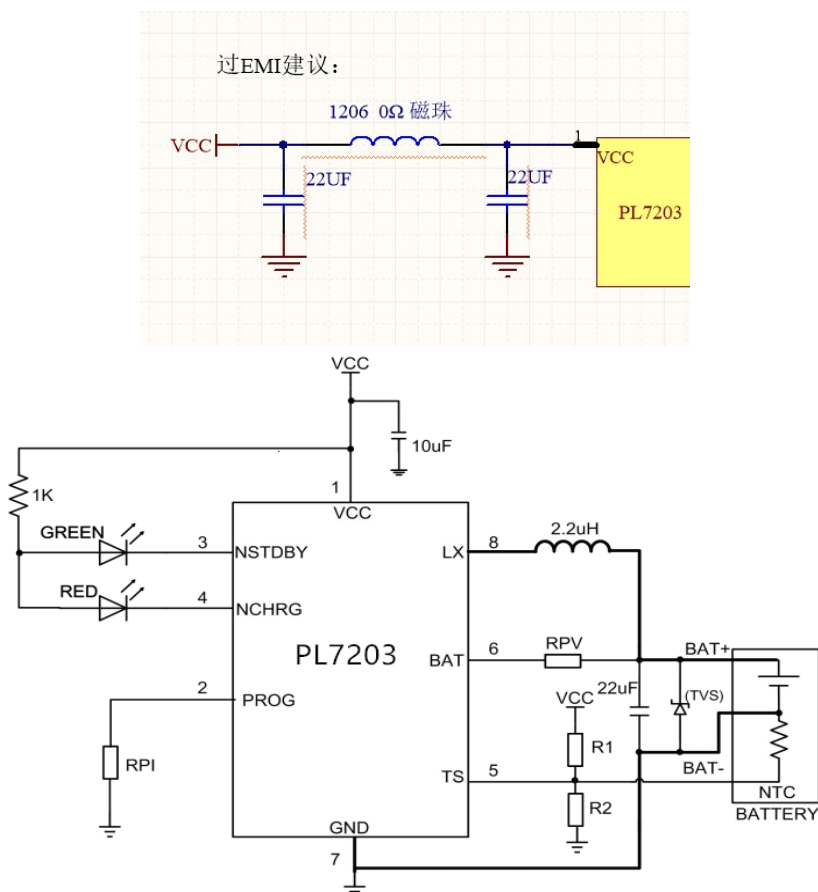 过EMI建议：
1206 0Ω 磁珠
VCC
22UF
22UF
1
VCC
PL7203
VCC
10uF
1K
1
VCC
GREEN
3
NSTDBY
LX
8
2.2uH
RED
4
NCHRG
PL7203
BAT
6
RPV
BAT+
2
PROG
22uF
(TVS)
VCC
RPI
R1
TS
5
BAT-
R2
NTC
GND
BATTERY
7